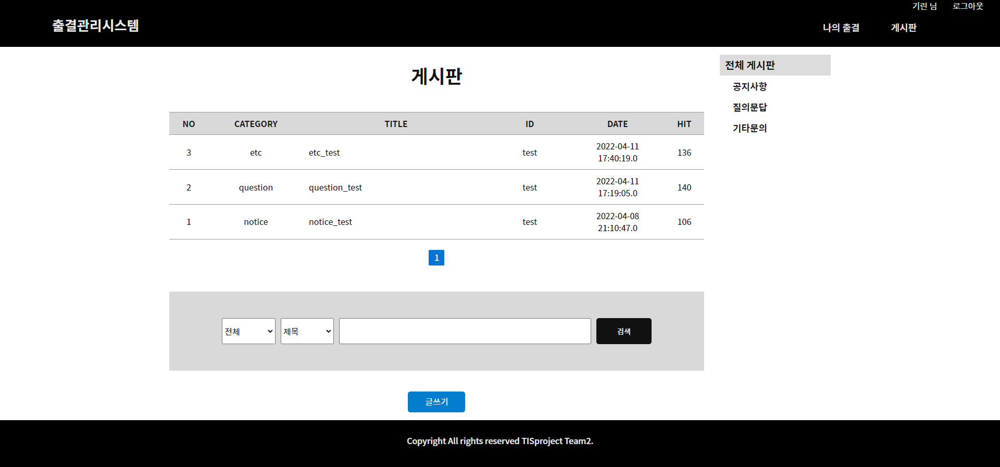 기린 님 로그아웃
출결관리시스템 나의 출결 게시판
게시판
전체 게시판
공지사항
질의문답
기타문의
NO CATEGORY TITLE ID DATE HIT
3 etc etc_test test 2022-04-11 17:40:19.0 136
2 question question_test test 2022-04-11 17:19:05.0 140
1 notice notice_test test 2022-04-08 21:10:47.0 106
1
전체 제목 검색
글쓰기
Copyright All rights reserved TISproject Team2.